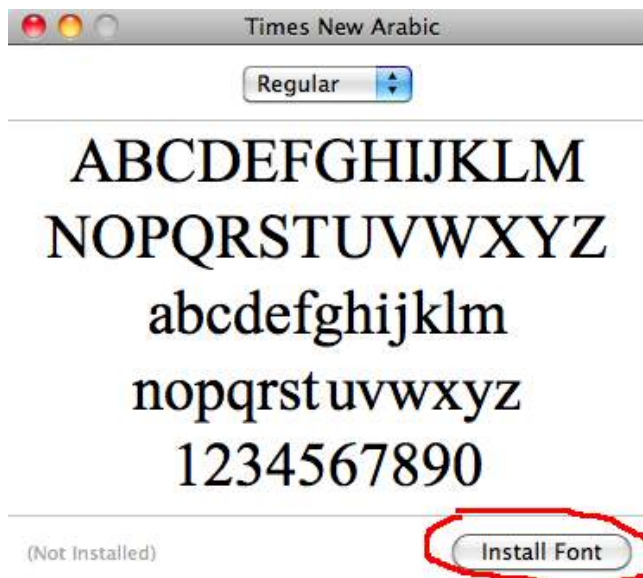 Times New Arabic
Regular
ABCDEFGHIJKLM
NOPQRSTUVWXYZ
abcdefghijklm
nopqrstuvwxyz
1234567890
(Not Installed)
Install Font